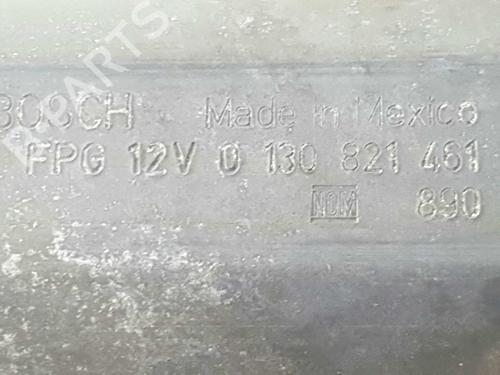 BOSCH Made in Mexico
FPG 12V 0 130 821 461
NOM 890